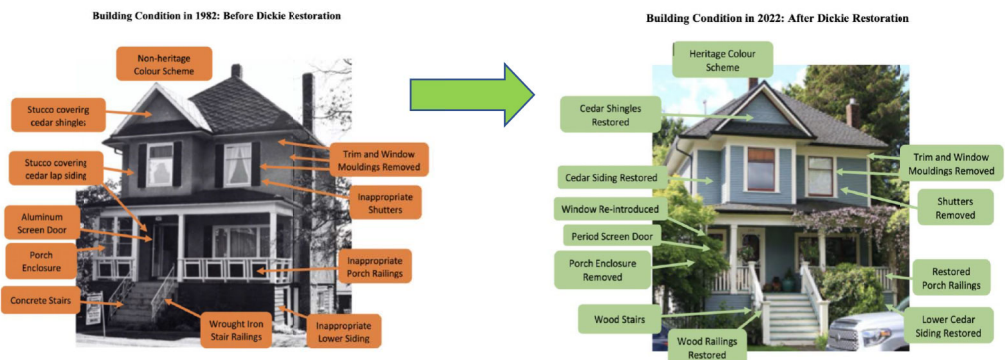 Building Condition in 1982: Before Dickie Restoration
Non-heritage
Colour Scheme
Stucco covering
cedar shingles
Stucco covering
cedar lap siding
Aluminum
Screen Door
Porch
Enclosure
Concrete Stairs
Wrought Iron
Stair Railings
Trim and Window
Mouldings Removed
Inappropriate
Shutters
Inappropriate
Porch Railings
Inappropriate
Lower Siding
Building Condition in 2022: After Dickie Restoration
Heritage Colour
Scheme
Cedar Shingles
Restored
Cedar Siding Restored
Window Re-introduced
Period Screen Door
Porch Enclosure
Removed
Wood Stairs
Wood Railings
Restored
Trim and Window
Mouldings Removed
Shutters
Removed
Restored
Porch Railings
Lower Cedar
Siding Restored